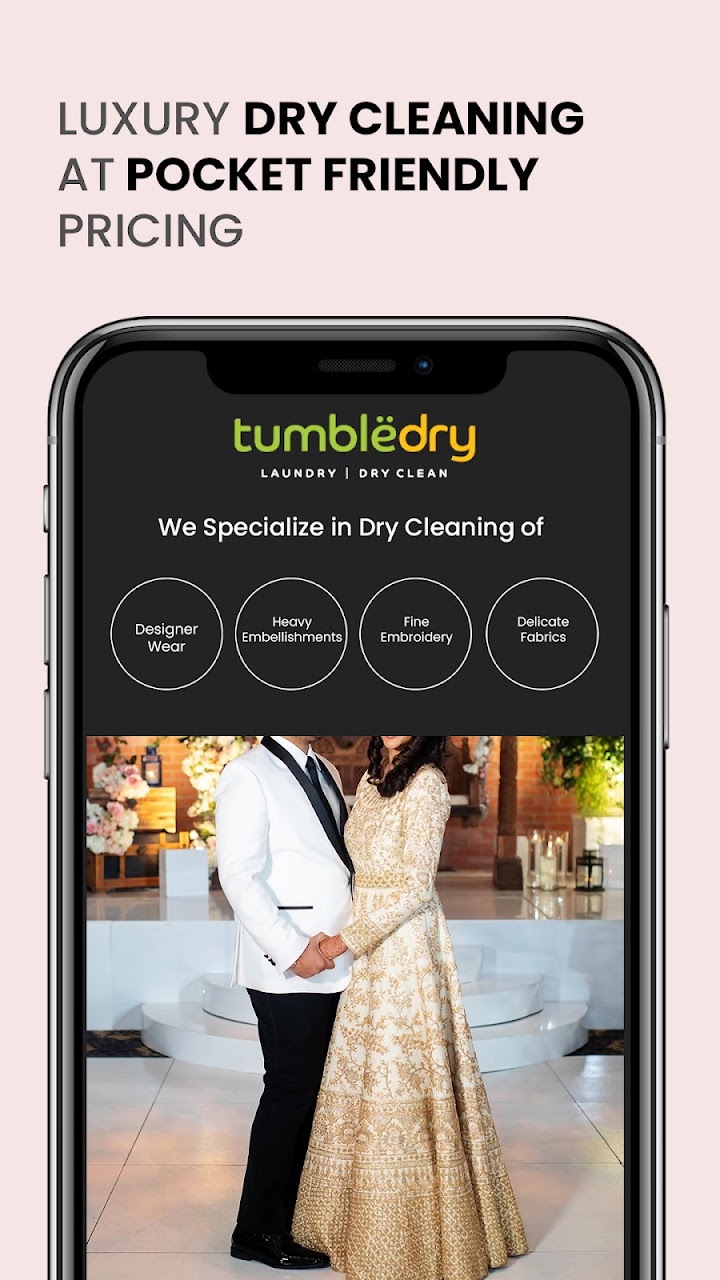 LUXURY DRY CLEANING
AT POCKET FRIENDLY
PRICING
tumblëdry
LAUNDRY | DRY CLEAN
We Specialize in Dry Cleaning of
Designer
Wear
Heavy
Embellishments
Fine
Embroidery
Delicate
Fabrics